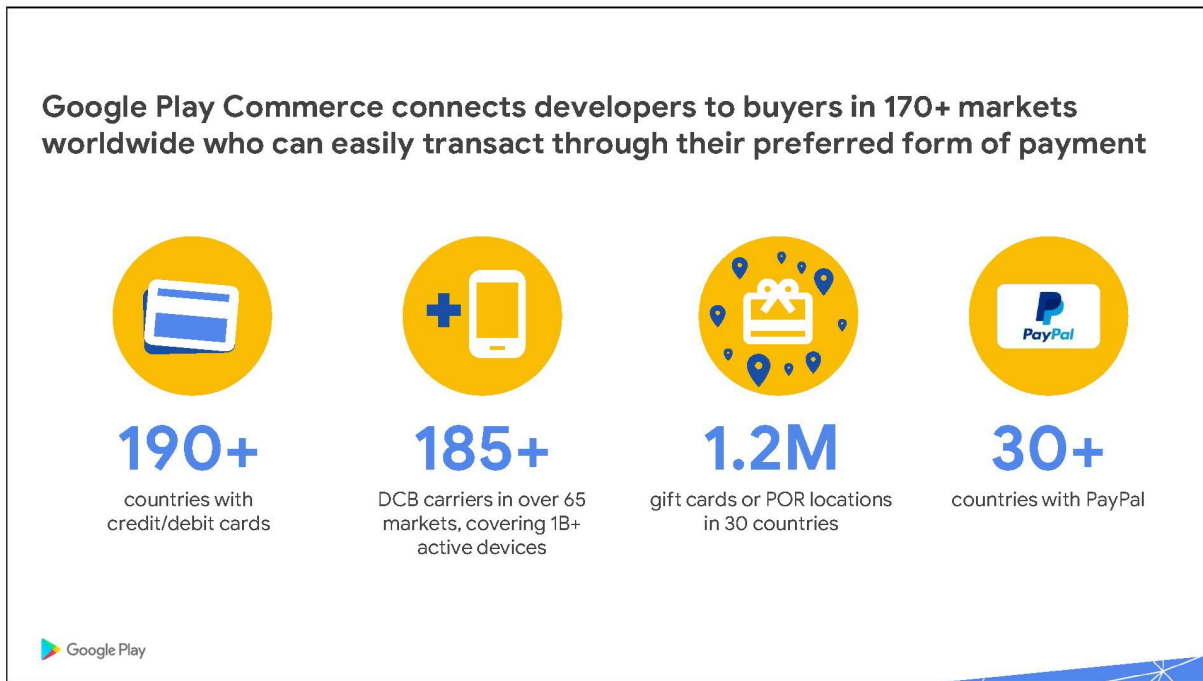 Google Play Commerce connects developers to buyers in 170+ markets
worldwide who can easily transact through their preferred form of payment
PayPal
190+
countries with
credit/debit cards
185+
DCB carriers in over 65
markets, covering 1B+
active devices
1.2M
gift cards or POR locations
in 30 countries
30+
countries with PayPal
Google Play